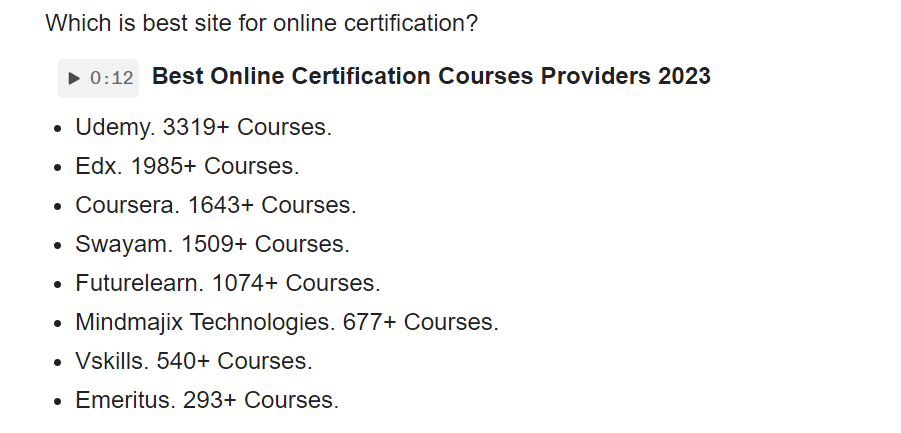 Which is best site for online certification?
0:12 Best Online Certification Courses Providers 2023
Udemy. 3319+ Courses.
Edx. 1985+ Courses.
Coursera. 1643+ Courses.
Swayam. 1509+ Courses.
Futurelearn. 1074+ Courses.
Mindmajix Technologies. 677+ Courses.
Vskills. 540+ Courses.
Emeritus. 293+ Courses.